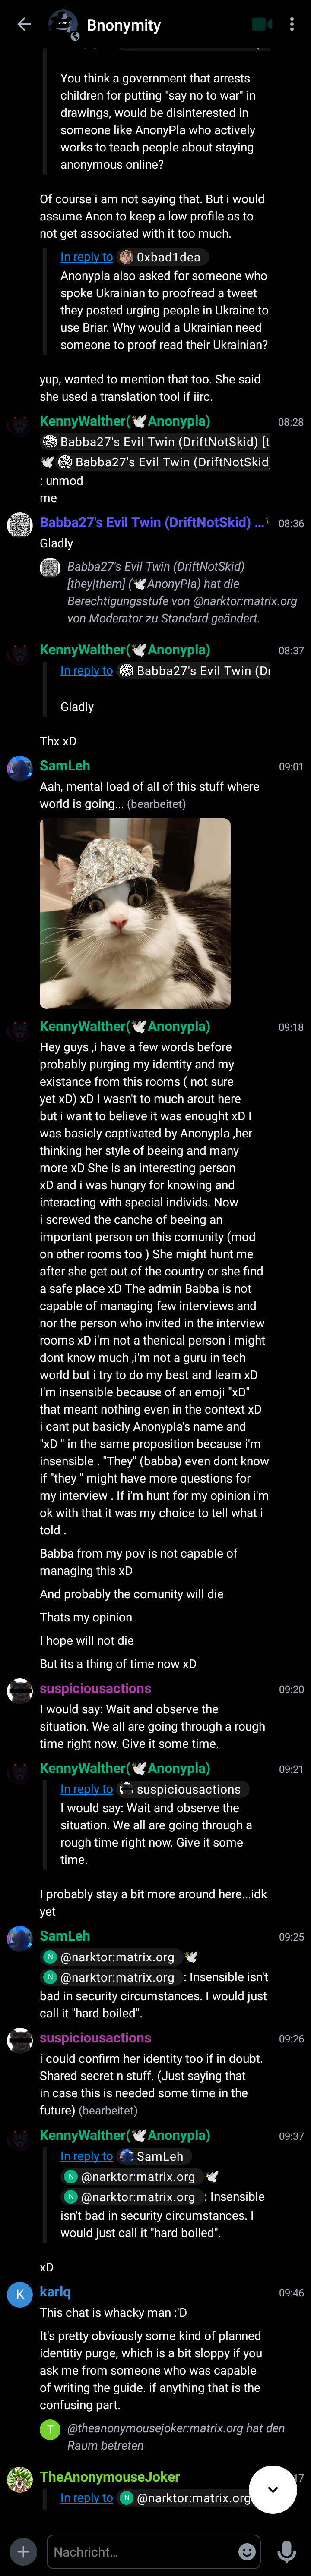 Bnonymity
You think a government that arrests
children for putting "say no to war" in
drawings, would be disinterested in
someone like AnonyPla who actively
works to teach people about staying
anonymous online?
Of course i am not saying that. But i would
assume Anon to keep a low profile as to
not get associated with it too much.
In reply to 0xbad1dea
Anonypla also asked for someone who
spoke Ukrainian to proofread a tweet
they posted urging people in Ukraine to
use Briar. Why would a Ukrainian need
someone to proof read their Ukrainian?
yup, wanted to mention that too. She said
she used a translation tool if iirc.
KennyWalther(🕊Anonypla) 08:28
Babba27's Evil Twin (DriftNotSkid) [t
🕊 Babba27's Evil Twin (DriftNotSkid
: unmod
me
Babba27's Evil Twin (DriftNotSkid) ... 08:36
Gladly
Babba27's Evil Twin (DriftNotSkid)
[they|them] (🕊AnonyPla) hat die
Berechtigungsstufe von @narktor:matrix.org
von Moderator zu Standard geändert.
KennyWalther(🕊Anonypla) 08:37
In reply to Babba27's Evil Twin (Dr
Gladly
Thx xD
SamLeh 09:01
Aah, mental load of all of this stuff where
world is going... (bearbeitet)
KennyWalther(🕊Anonypla) 09:18
Hey guys ,i have a few words before
probably purging my identity and my
existance from this rooms ( not sure
yet xD) xD I wasn't to much arout here
but i want to believe it was enought xD I
was basicly captivated by Anonypla ,her
thinking her style of beeing and many
more xD She is an interesting person
xD and i was hungry for knowing and
interacting with special individs. Now
i screwed the canche of beeing an
important person on this comunity (mod
on other rooms too ) She might hunt me
after she get out of the country or she find
a safe place xD The admin Babba is not
capable of managing few interviews and
nor the person who invited in the interview
rooms xD i'm not a thenical person i might
dont know much ,i'm not a guru in tech
world but i try to do my best and learn xD
I'm insensible because of an emoji "xD"
that meant nothing even in the context xD
i cant put basicly Anonypla's name and
"xD " in the same proposition because i'm
insensible . "They" (babba) even dont know
if "they " might have more questions for
my interview . If i'm hunt for my opinion i'm
ok with that it was my choice to tell what i
told .
Babba from my pov is not capable of
managing this xD
And probably the comunity will die
Thats my opinion
I hope will not die
But its a thing of time now xD
suspiciousactions 09:20
I would say: Wait and observe the
situation. We all are going through a rough
time right now. Give it some time.
KennyWalther(🕊Anonypla) 09:21
In reply to suspiciousactions
I would say: Wait and observe the
situation. We all are going through a
rough time right now. Give it some
time.
I probably stay a bit more around here...idk
yet
SamLeh 09:25
N @narktor:matrix.org 🕊
N @narktor:matrix.org : Insensible isn't
bad in security circumstances. I would just
call it "hard boiled".
suspiciousactions 09:26
i could confirm her identity too if in doubt.
Shared secret n stuff. (Just saying that
in case this is needed some time in the
future) (bearbeitet)
KennyWalther(🕊Anonypla) 09:37
In reply to SamLeh
N @narktor:matrix.org 🕊
N @narktor:matrix.org : Insensible
isn't bad in security circumstances. I
would just call it "hard boiled".
xD
K karlq 09:46
This chat is whacky man :'D
It's pretty obviously some kind of planned
identitiy purge, which is a bit sloppy if you
ask me from someone who was capable
of writing the guide. if anything that is the
confusing part.
T @theanonymousejoker:matrix.org hat den
Raum betreten
TheAnonymouseJoker 17
In reply to N @narktor:matrix.org
Nachricht...